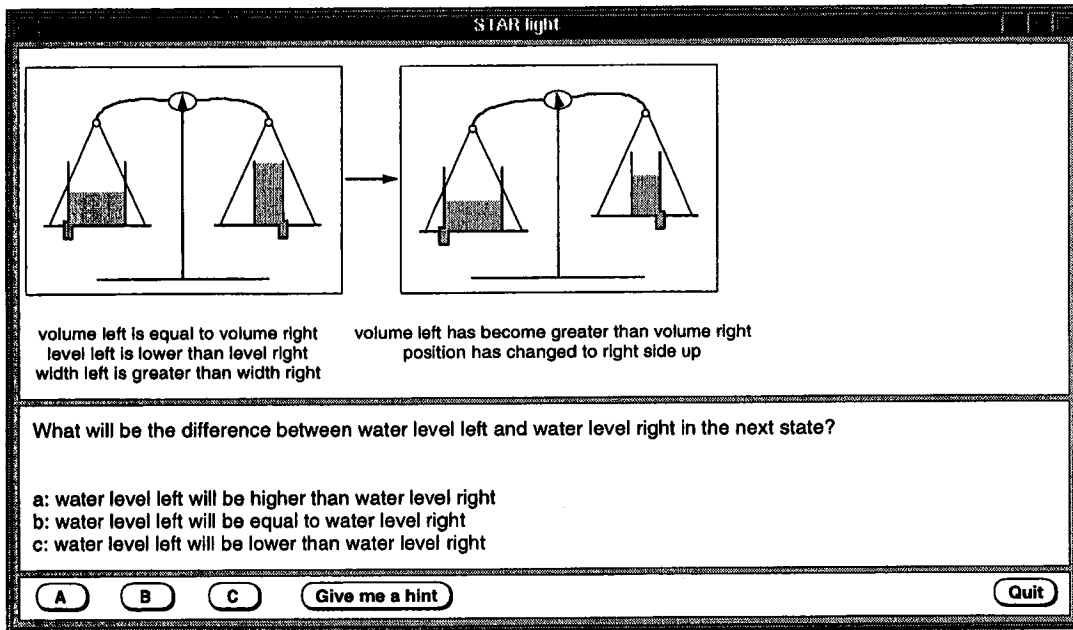 STAR light
volume left is equal to volume right
level left is lower than level right
width left is greater than width right
volume left has become greater than volume right
position has changed to right side up
What will be the difference between water level left and water level right in the next state?
a: water level left will be higher than water level right
b: water level left will be equal to water level right
c: water level left will be lower than water level right
A B C Give me a hint Quit